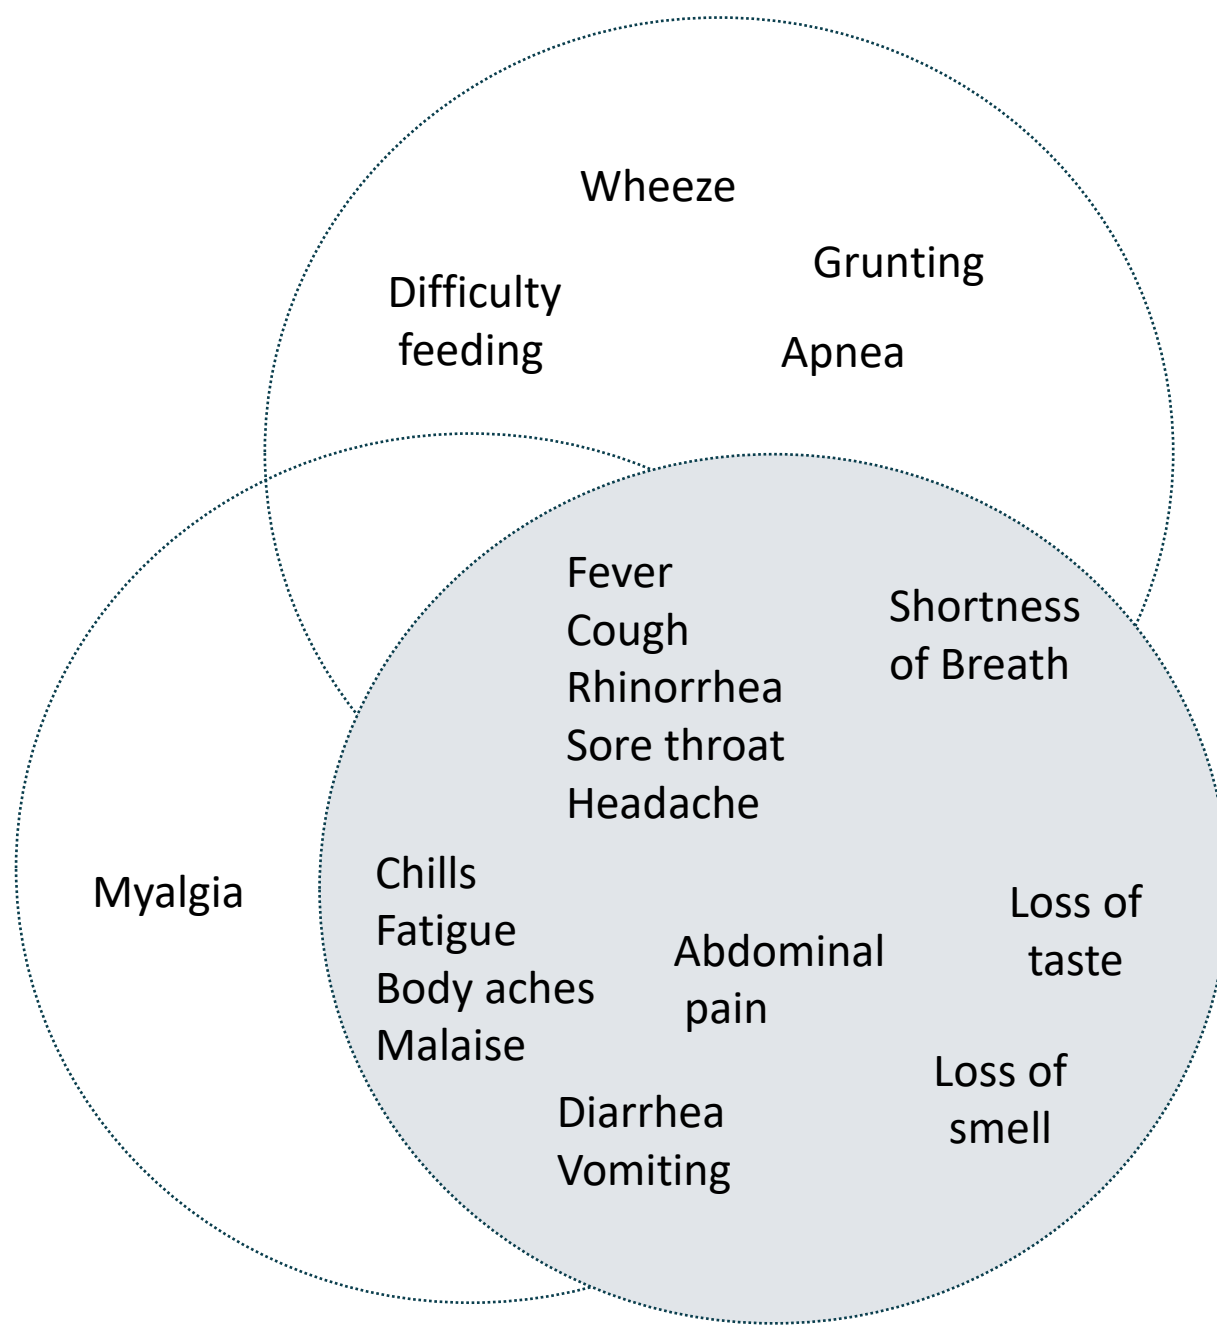 Wheeze
Grunting
Difficulty
feeding
Apnea
Fever
Cough
Rhinorrhea
Sore throat
Headache
Shortness
of Breath
Chills
Fatigue
Body aches
Malaise
Myalgia
Abdominal
pain
Loss of
taste
Loss of
smell
Diarrhea
Vomiting